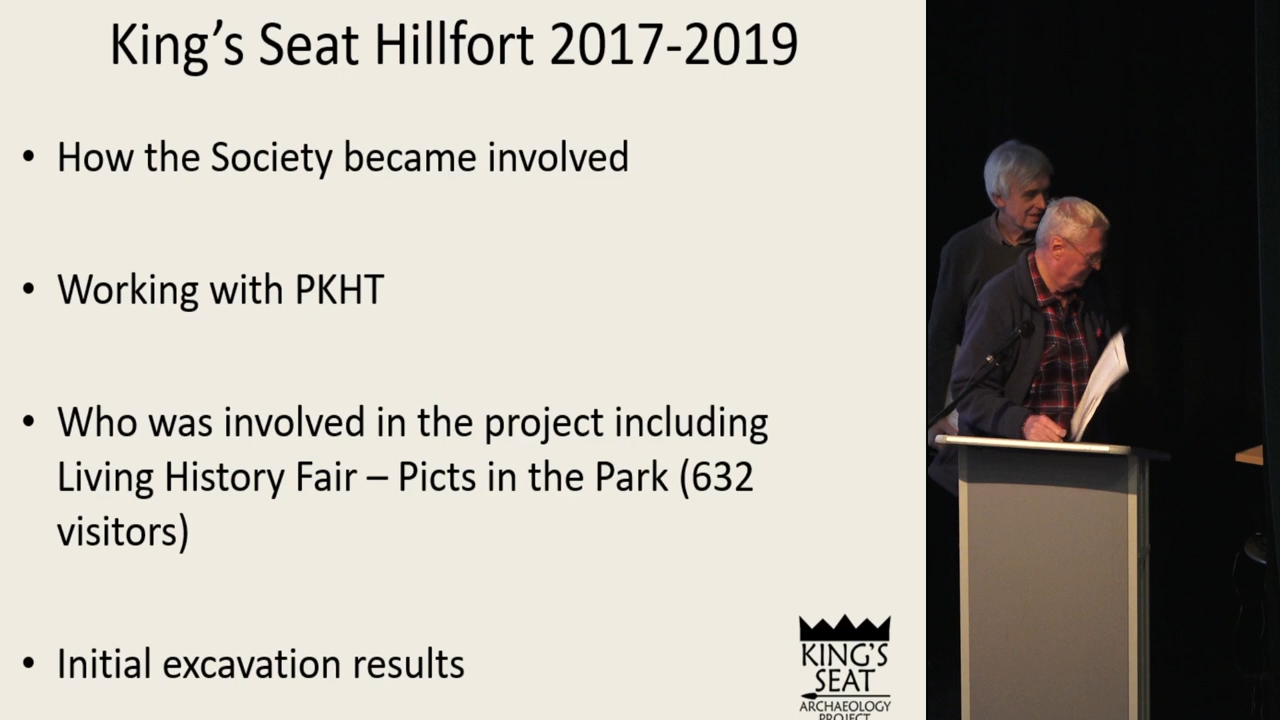 King’s Seat Hillfort 2017-2019
• How the Society became involved
• Working with PKHT
• Who was involved in the project including
Living History Fair – Picts in the Park (632
visitors)
• Initial excavation results
KING'S
SEAT
ARCHAEOLOGY
PROJECT